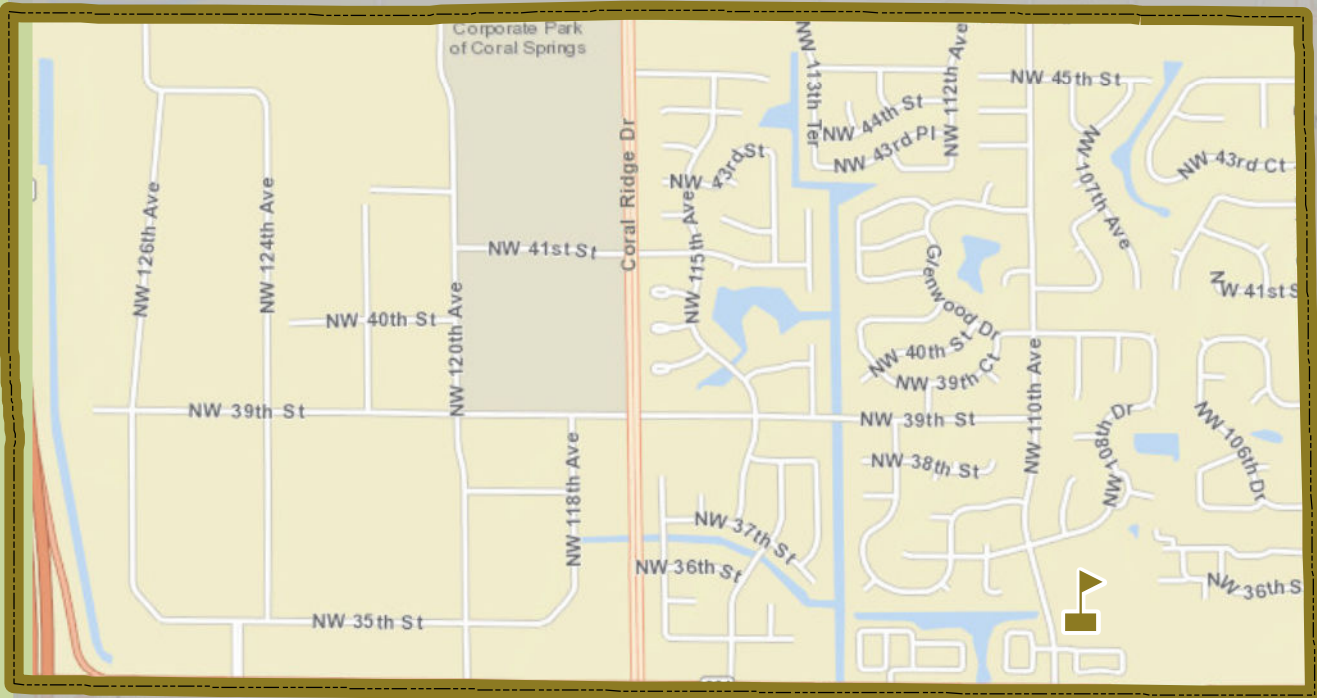 Corporate Park
of Coral Springs
NW 113th Ter
NW 112th Ave
NW 45th St
NW 44th St
NW 43rd Pl
NW 43rd St
NW 43rd Ct
NW 107th Ave
Coral Ridge Dr
NW 126th Ave
NW 124th Ave
NW 115th Ave
NW 41st St
Glenwood Dr
NW 41st S
NW 120th Ave
NW 40th St
NW 40th St
NW 39th Ct
NW 110th Ave
NW 39th St
NW 39th St
NW 108th Dr
NW 106th Dr
NW 38th St
NW 118th Ave
NW 37th St
NW 36th St
NW 36th S
NW 35th St